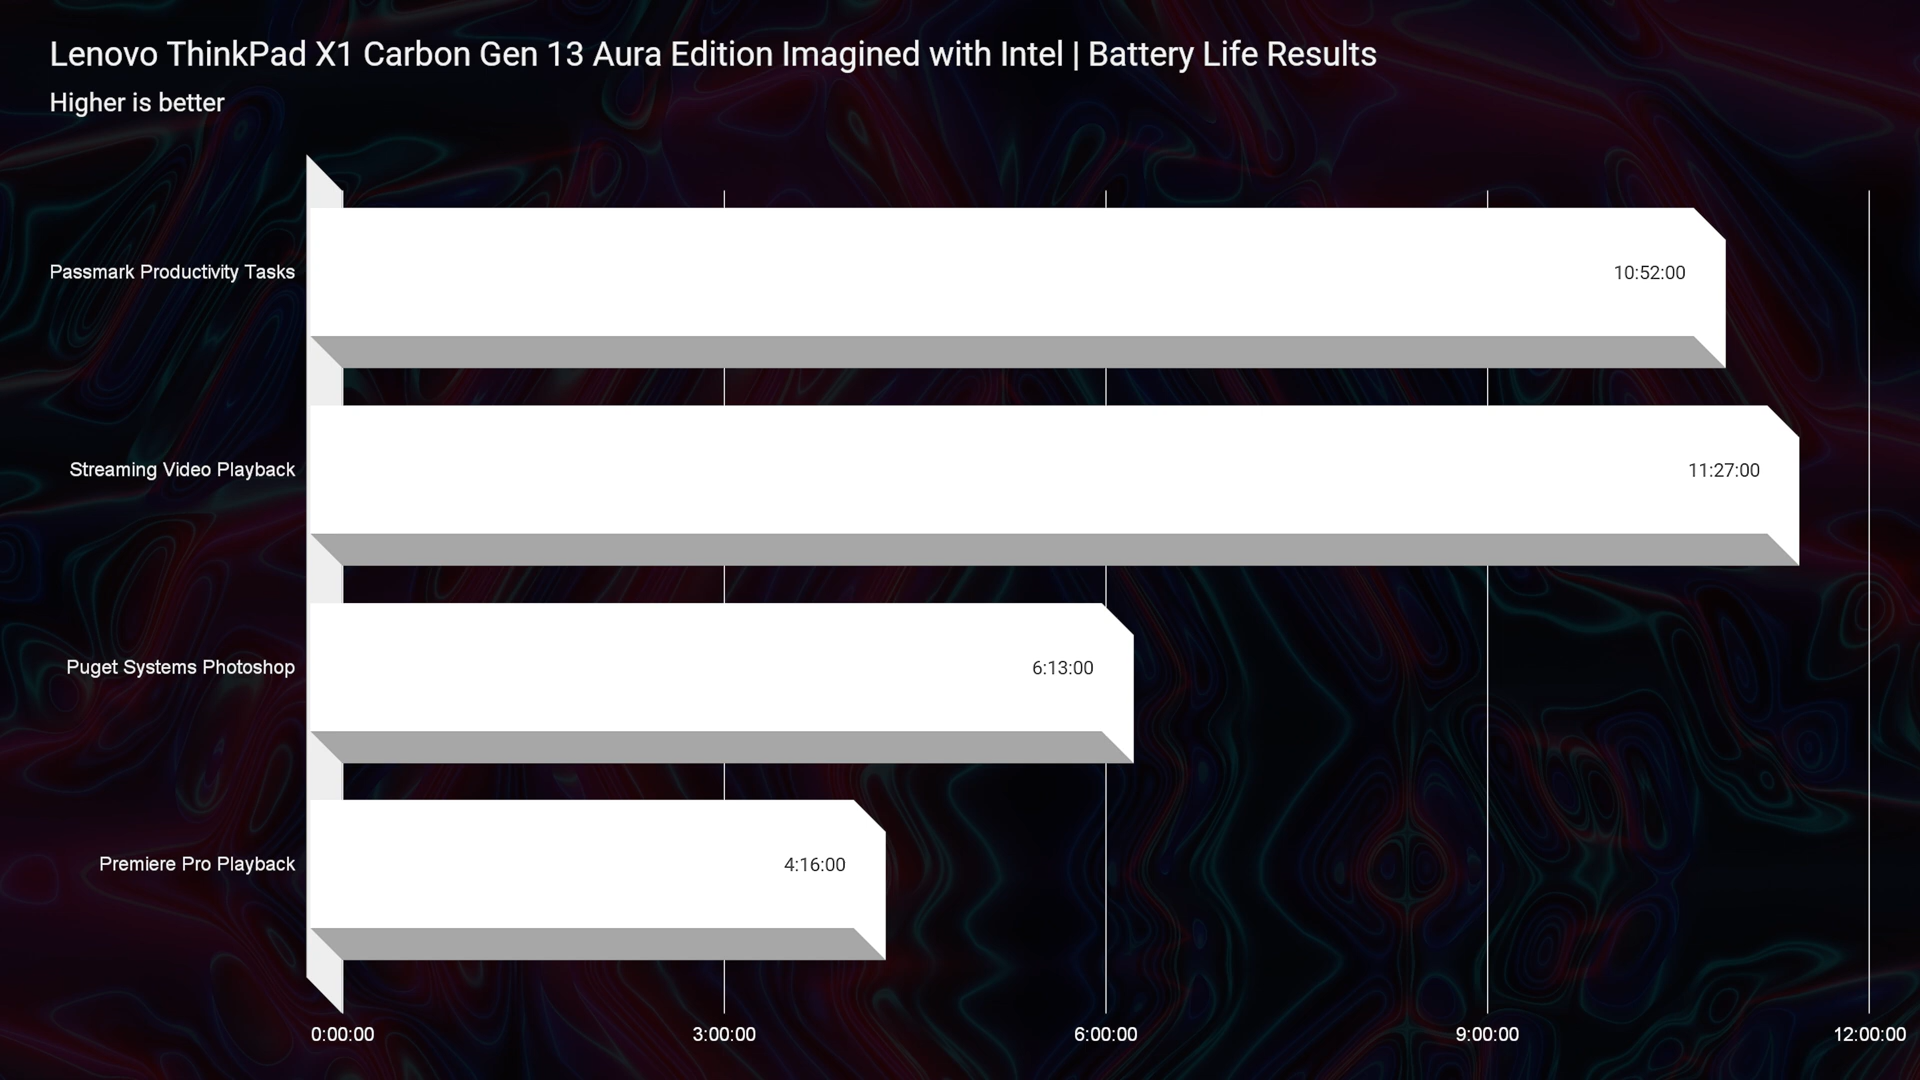 Lenovo ThinkPad X1 Carbon Gen 13 Aura Edition Imagined with Intel | Battery Life Results
Higher is better
Passmark Productivity Tasks
10:52:00
Streaming Video Playback
11:27:00
Puget Systems Photoshop
6:13:00
Premiere Pro Playback
4:16:00
0:00:00
3:00:00
6:00:00
9:00:00
12:00:00